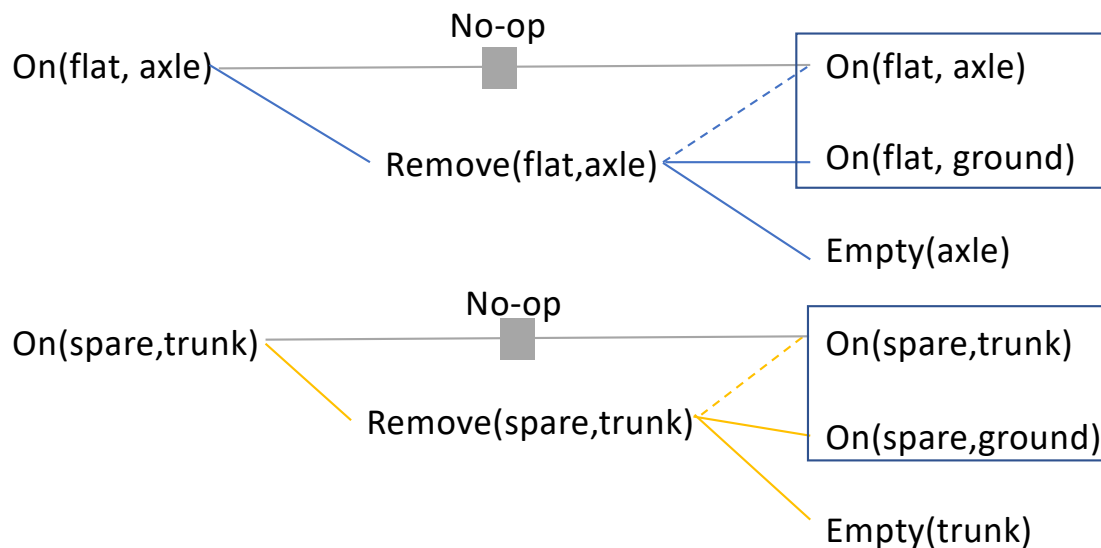 No-op
On(flat, axle)
On(flat, axle)
Remove(flat,axle)
On(flat, ground)
Empty(axle)
No-op
On(spare,trunk)
On(spare,trunk)
Remove(spare,trunk)
On(spare,ground)
Empty(trunk)